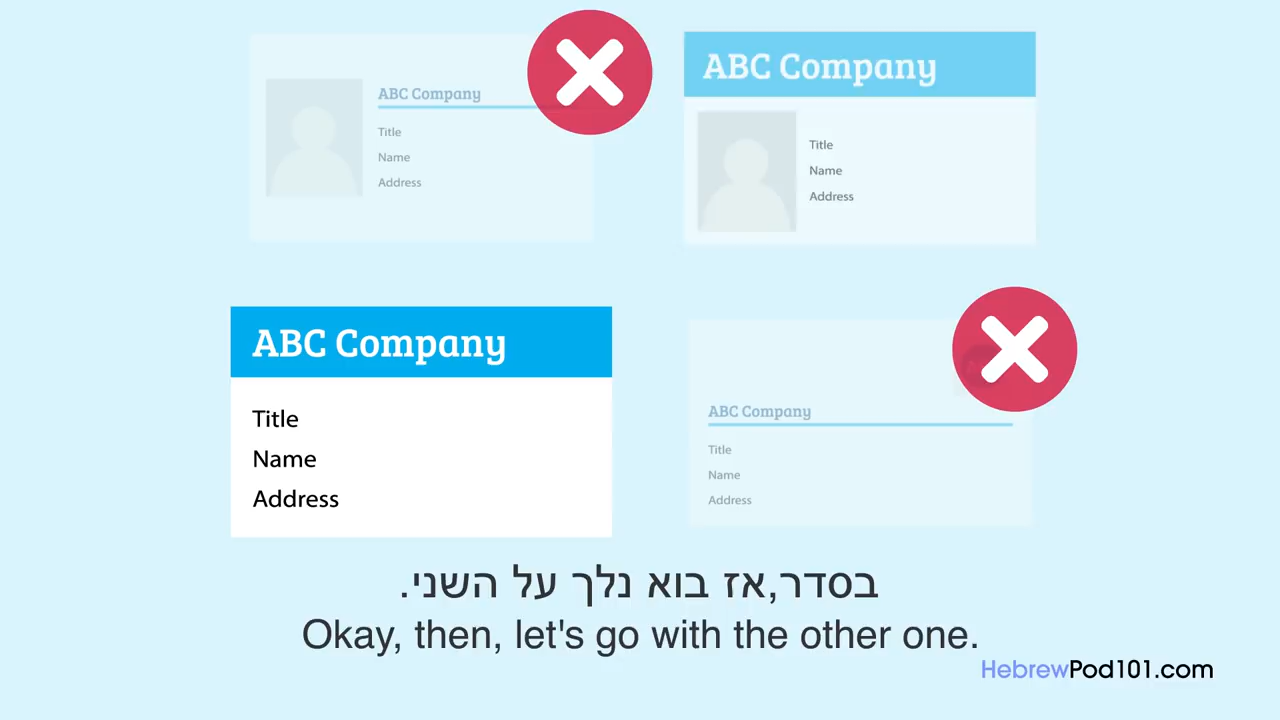 ABC Company
Title
Name
Address
ABC Company
Title
Name
Address
ABC Company
Title
Name
Address
ABC Company
Title
Name
Address
בסדר,אז בוא נלך על השני.
Okay, then, let's go with the other one.
HebrewPod101.com